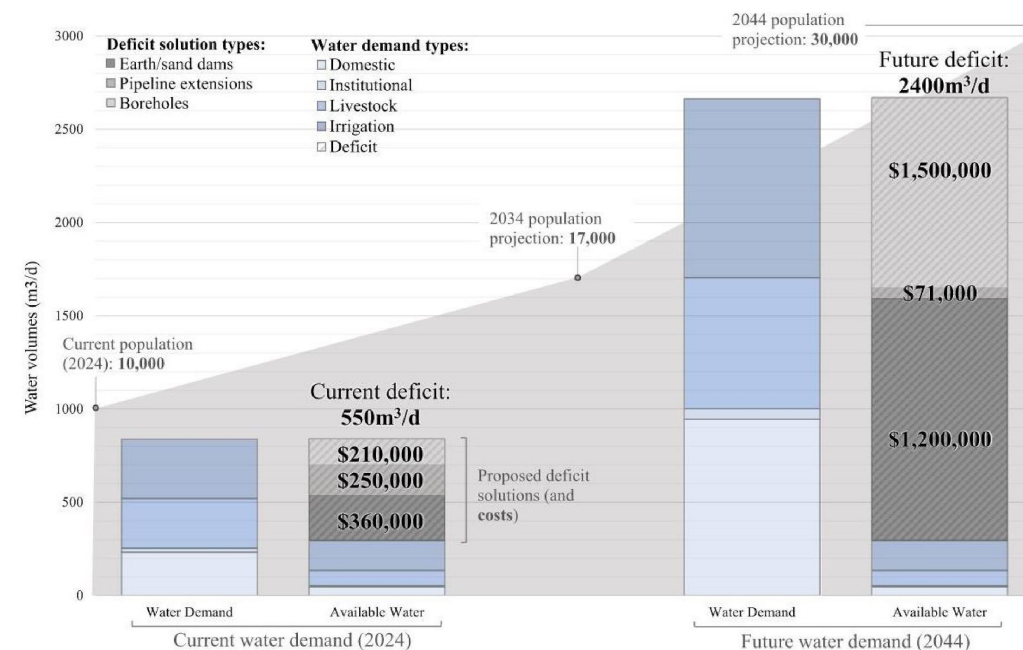 2044 population
projection: 30,000
3000
2500
2000
1500
1000
500
0
Water volumes (m3/d)
Deficit solution types:
Earth/sand dams
Pipeline extensions
Boreholes
Water demand types:
Domestic
Institutional
Livestock
Irrigation
Deficit
Future deficit:
2400m³/d
$1,500,000
$71,000
$1,200,000
2034 population
projection: 17,000
Current population
(2024): 10,000
Current deficit:
550m³/d
$210,000
$250,000
$360,000
Proposed deficit
solutions (and
costs)
Water Demand
Available Water
Water Demand
Available Water
Current water demand (2024)
Future water demand (2044)